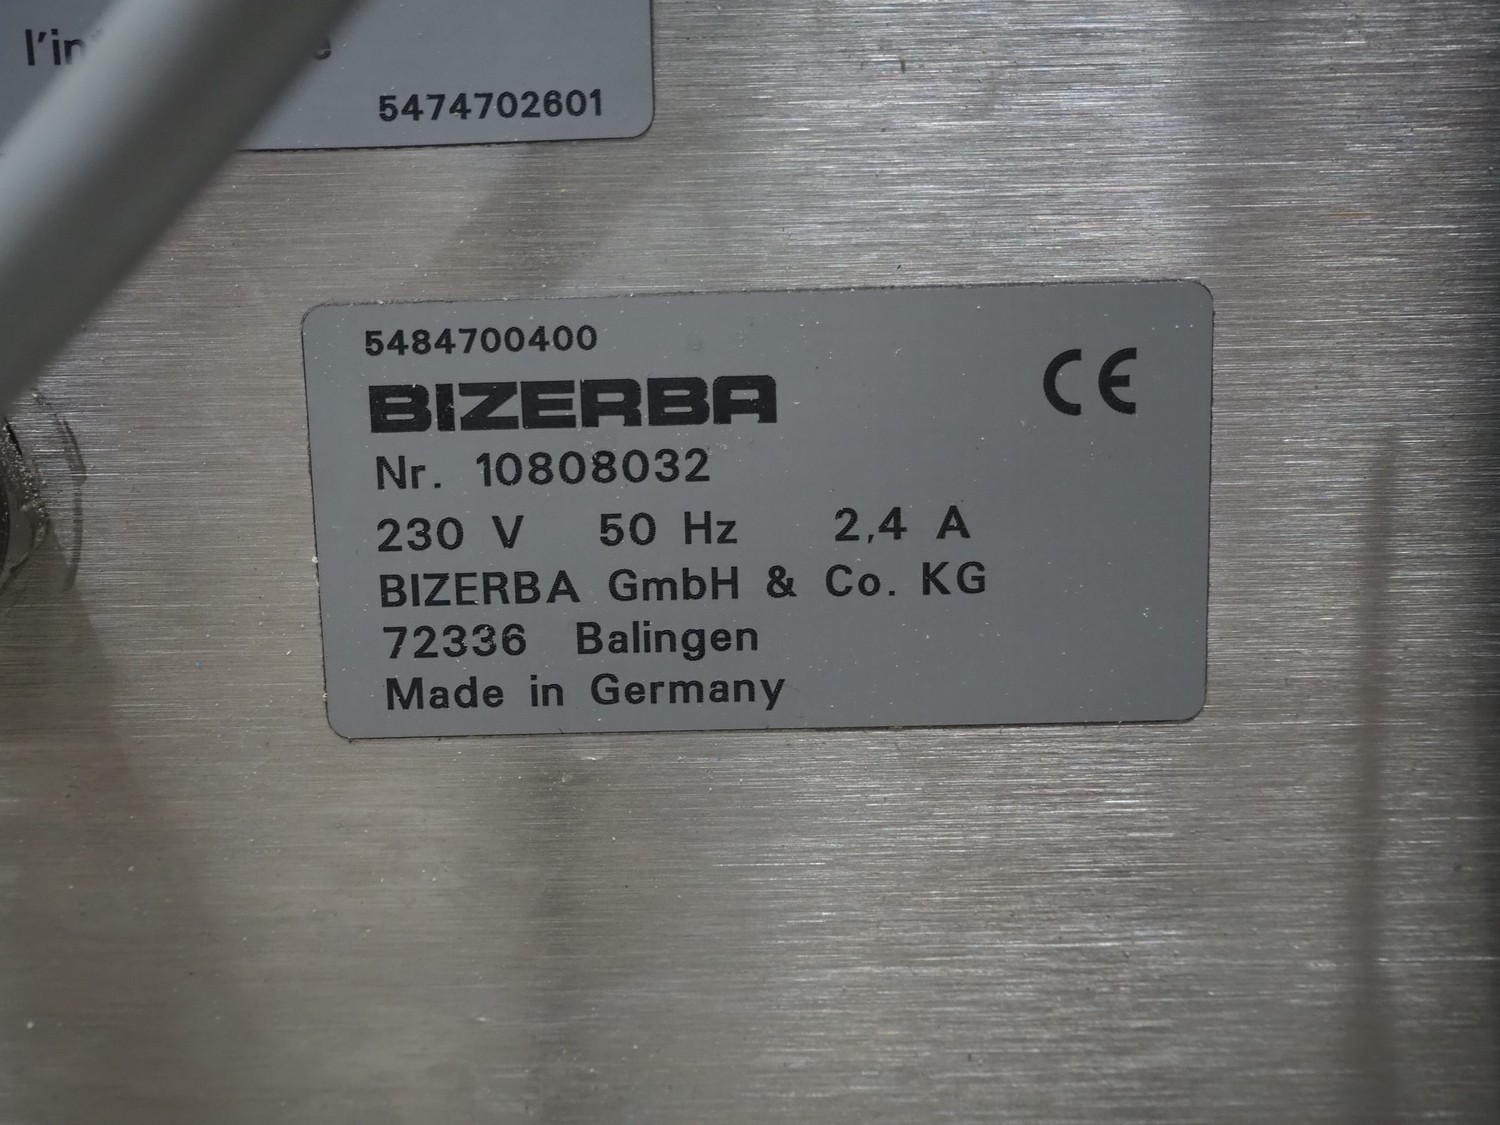 5474702601
5484700400
BIZERBA CE
Nr. 10808032
230 V 50 Hz 2,4 A
BIZERBA GmbH & Co. KG
72336 Balingen
Made in Germany